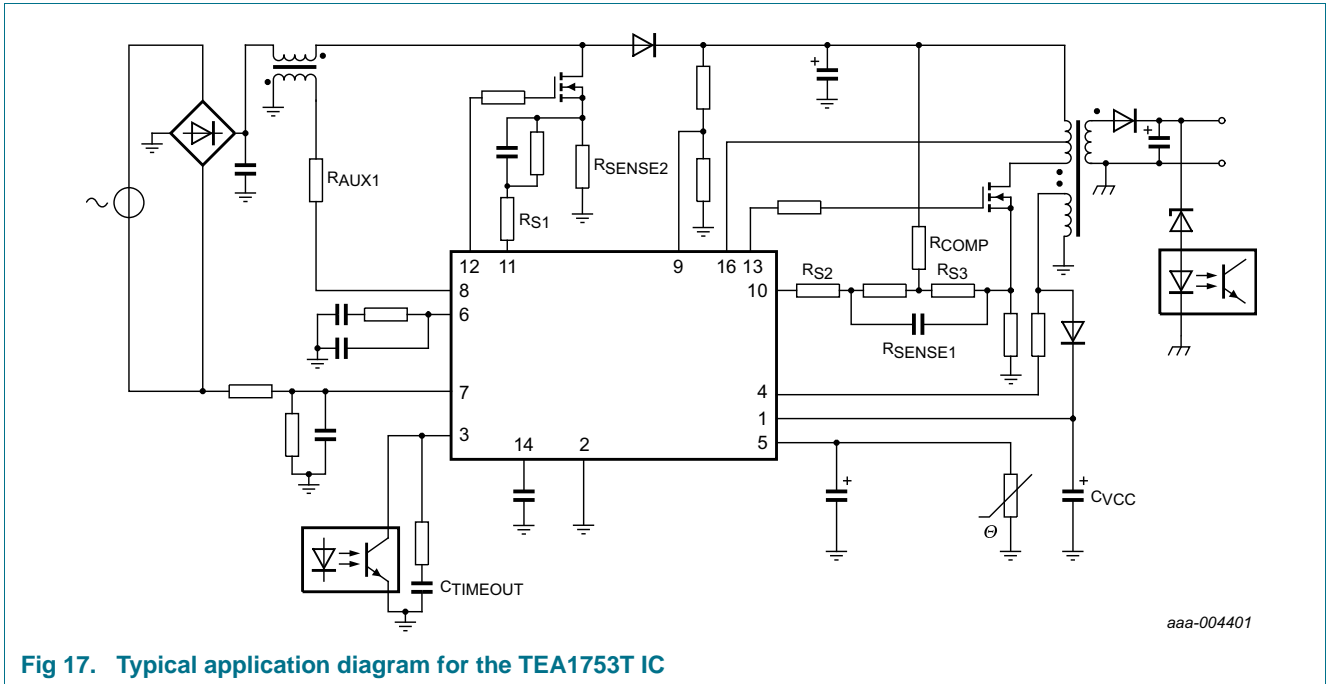 RAUX1
RSENSE2
RS1
RCOMP
12 11 9 16 13
RS2 RS3
8 10
6
RSENSE1
7 4
1
3 14 2 5
CVCC
Θ
CTIMEOUT
aaa-004401
Fig 17. Typical application diagram for the TEA1753T IC